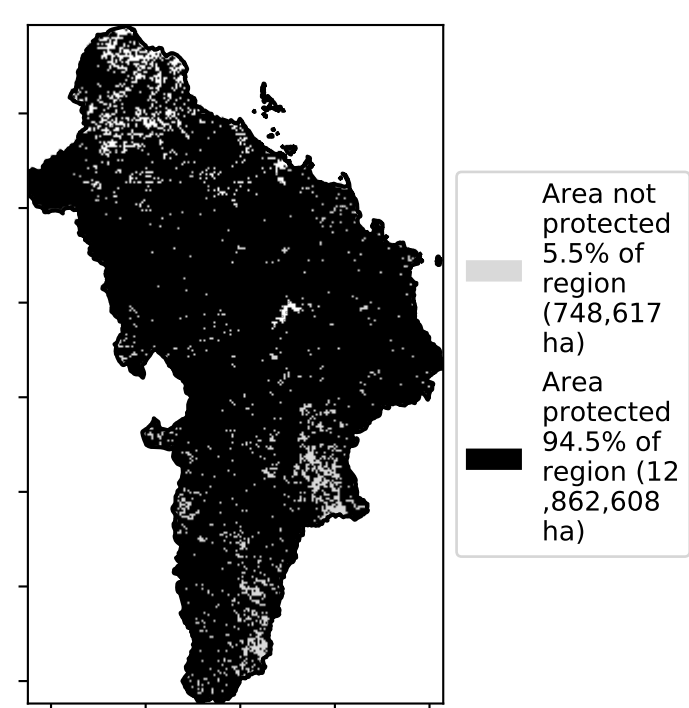 Area not
protected
5.5% of
region
(748,617
ha)
Area
protected
94.5% of
region (12
,862,608
ha)